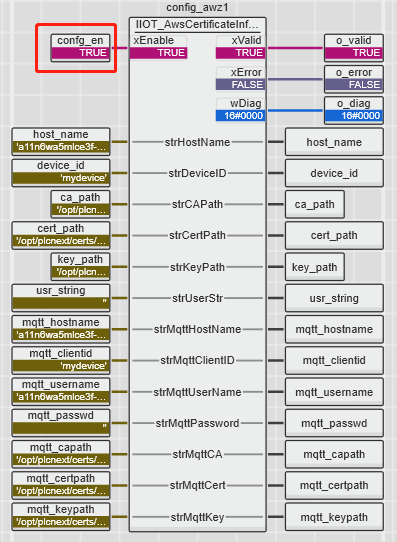 config_awz1
IIOT_AwsCertificateInf...
confg_en xEnable xValid o_valid
TRUE TRUE TRUE TRUE
xError o_error
FALSE FALSE
wDiag o_diag
16#0000 16#0000
host_name strHostName host_name
'a11n6wa5mlce3f-...
device_id strDeviceID device_id
'mydevice'
ca_path strCAPath ca_path
'/opt/plcn...
cert_path strCertPath cert_path
'/opt/plcnext/certs/...
key_path strKeyPath key_path
'/opt/plcn...
usr_string strUserStr usr_string
''
mqtt_hostname strMqttHostName mqtt_hostname
'a11n6wa5mlce3f-...
mqtt_clientid strMqttClientID mqtt_clientid
'mydevice'
mqtt_username strMqttUserName mqtt_username
'a11n6wa5mlce3f-...
mqtt_passwd strMqttPassword mqtt_passwd
''
mqtt_capath strMqttCA mqtt_capath
'/opt/plcnext/certs/...
mqtt_certpath strMqttCert mqtt_certpath
'/opt/plcnext/certs/...
mqtt_keypath strMqttKey mqtt_keypath
'/opt/plcnext/certs/...